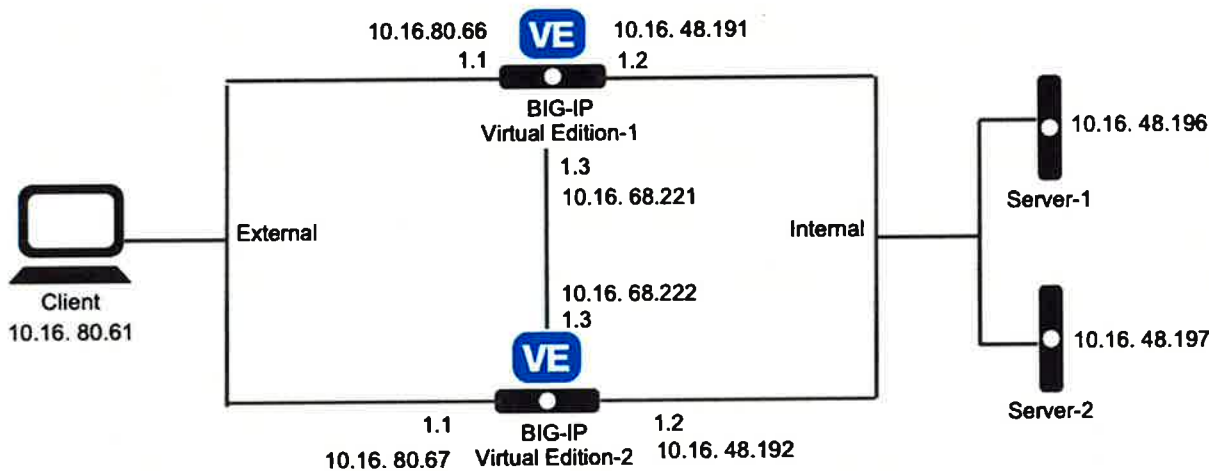 10.16.80.66
VE
10.16. 48.191
1.1
1.2
BIG-IP
Virtual Edition-1
1.3
10.16. 68.221
10.16. 48.196
Server-1
External
Internal
Client
10.16. 80.61
10.16. 68.222
1.3
VE
10.16. 48.197
Server-2
1.1
BIG-IP
1.2
10.16. 80.67
Virtual Edition-2
10.16. 48.192